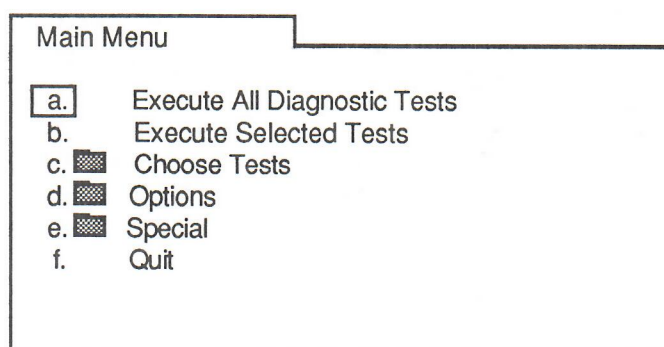 Main Menu
a. Execute All Diagnostic Tests
b. Execute Selected Tests
c. Choose Tests
d. Options
e. Special
f. Quit